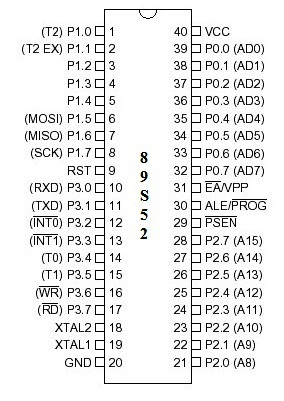 (T2) P1.0 1 40 VCC
(T2 EX) P1.1 2 39 P0.0 (AD0)
P1.2 3 38 P0.1 (AD1)
P1.3 4 37 P0.2 (AD2)
P1.4 5 36 P0.3 (AD3)
(MOSI) P1.5 6 35 P0.4 (AD4)
(MISO) P1.6 7 34 P0.5 (AD5)
(SCK) P1.7 8 33 P0.6 (AD6)
RST 9 32 P0.7 (AD7)
(RXD) P3.0 10 31 EA/VPP
(TXD) P3.1 11 30 ALE/PROG
(INT0) P3.2 12 29 PSEN
(INT1) P3.3 13 28 P2.7 (A15)
(T0) P3.4 14 27 P2.6 (A14)
(T1) P3.5 15 26 P2.5 (A13)
(WR) P3.6 16 25 P2.4 (A12)
(RD) P3.7 17 24 P2.3 (A11)
XTAL2 18 23 P2.2 (A10)
XTAL1 19 22 P2.1 (A9)
GND 20 21 P2.0 (A8)
89S52